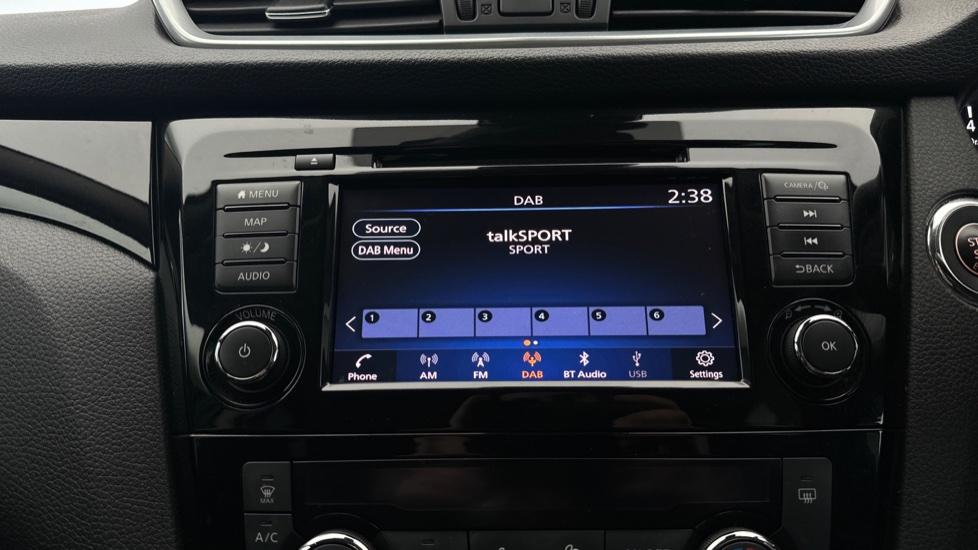 MENU
MAP
AUDIO
VOLUME
DAB
2:38
Source
DAB Menu
talkSPORT
SPORT
1 2 3 4 5 6
Phone AM FM DAB BT Audio USB Settings
CAMERA/
BACK
OK
MAX
A/C
4